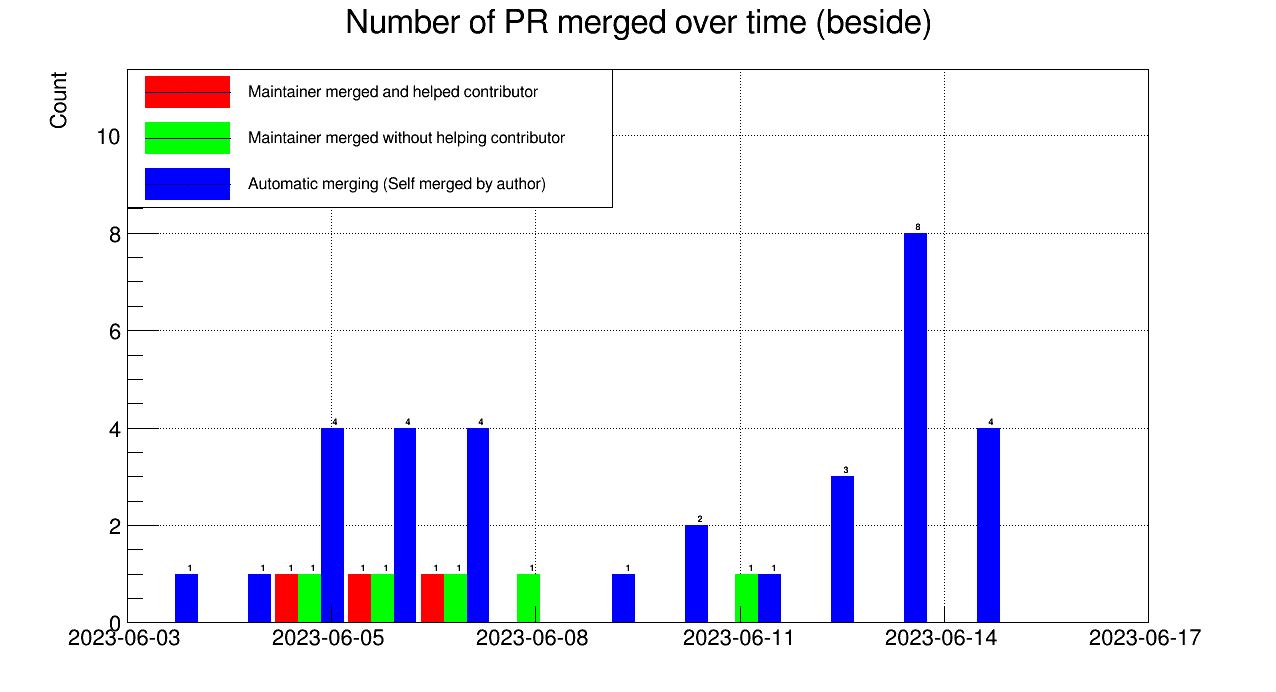 Number of PR merged over time (beside)
Count
Maintainer merged and helped contributor
Maintainer merged without helping contributor
Automatic merging (Self merged by author)
10
8
6
4
2
0
8
4 4 4 4
3
2
1 1 1 1 1 1 1 1 1 1 1 1
2023-06-03 2023-06-05 2023-06-08 2023-06-11 2023-06-14 2023-06-17